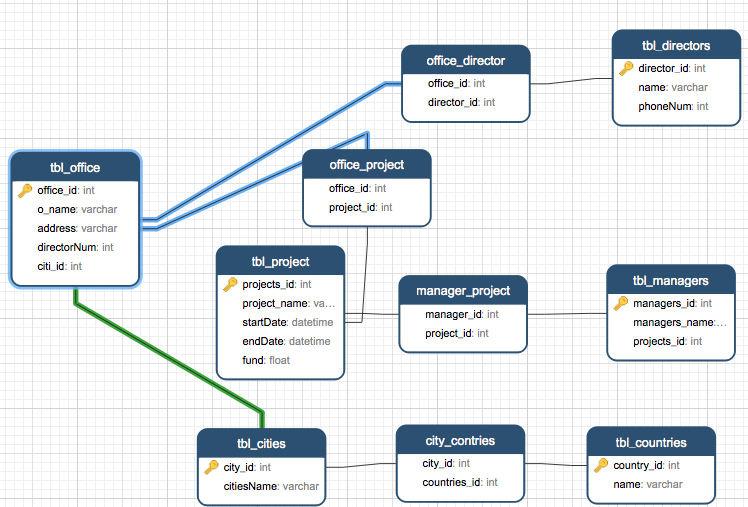 tbl_directors
director_id: int
name: varchar
phoneNum: int
office_director
office_id: int
director_id: int
tbl_office
office_id: int
o_name: varchar
address: varchar
directorNum: int
citi_id: int
office_project
office_id: int
project_id: int
tbl_project
projects_id: int
project_name: va...
startDate: datetime
endDate: datetime
fund: float
manager_project
manager_id: int
project_id: int
tbl_managers
managers_id: int
managers_name:...
projects_id: int
tbl_cities
city_id: int
citiesName: varchar
city_contries
city_id: int
countries_id: int
tbl_countries
country_id: int
name: varchar